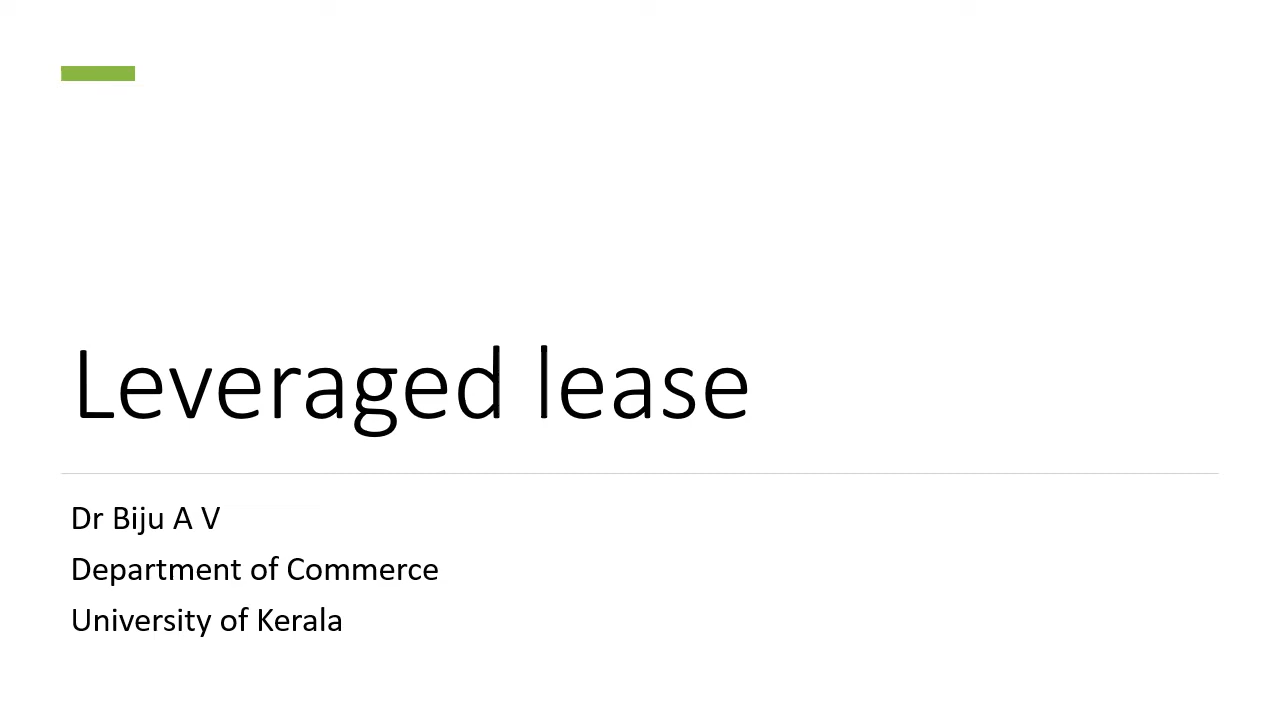 Leveraged lease
Dr Biju A V
Department of Commerce
University of Kerala